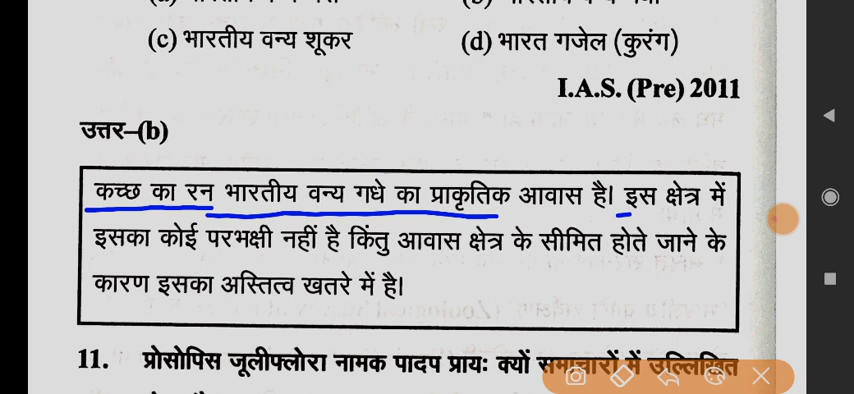 (c) भारतीय वन्य शूकर (d) भारत गजेल (कुरंग)
I.A.S. (Pre) 2011
उत्तर–(b)
कच्छ का रन भारतीय वन्य गधे का प्राकृतिक आवास है। इस क्षेत्र में
इसका कोई परभक्षी नहीं है किंतु आवास क्षेत्र के सीमित होते जाने के
कारण इसका अस्तित्व खतरे में है।
11. प्रोसोपिस जूलीफ्लोरा नामक पादप प्रायः क्यों समाचारों में उल्लिखित